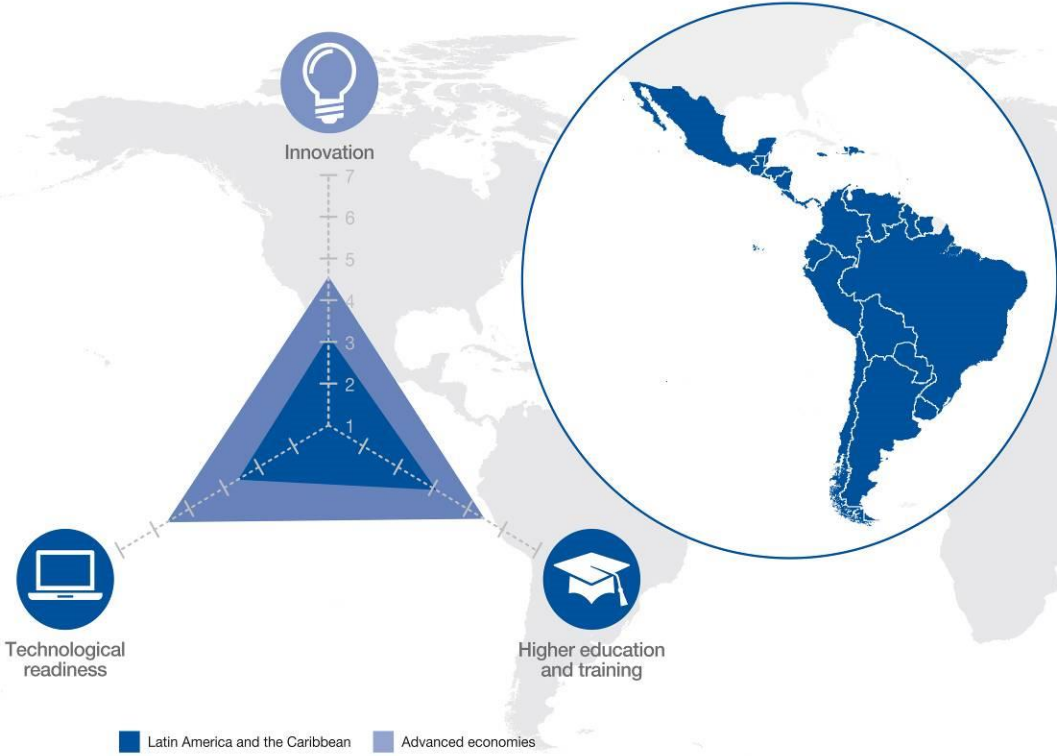 Innovation
7
6
5
4
3
2
1
Technological
readiness
Higher education
and training
Latin America and the Caribbean
Advanced economies